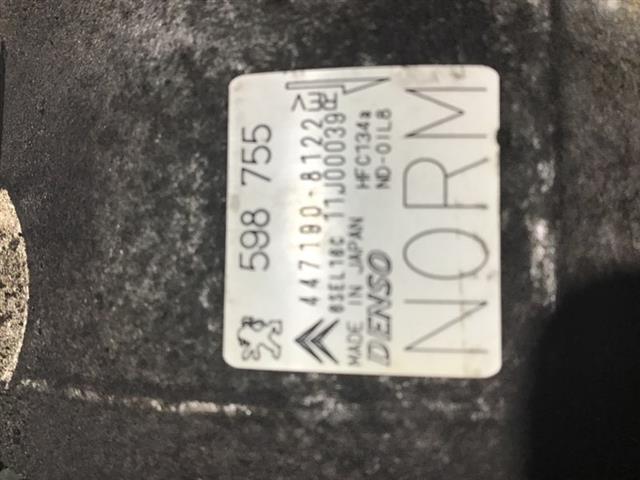 598 755
447190-8122
6SEL16C 11J00039
MADE IN JAPAN HFC134a
DENSO ND-OIL8
NORM